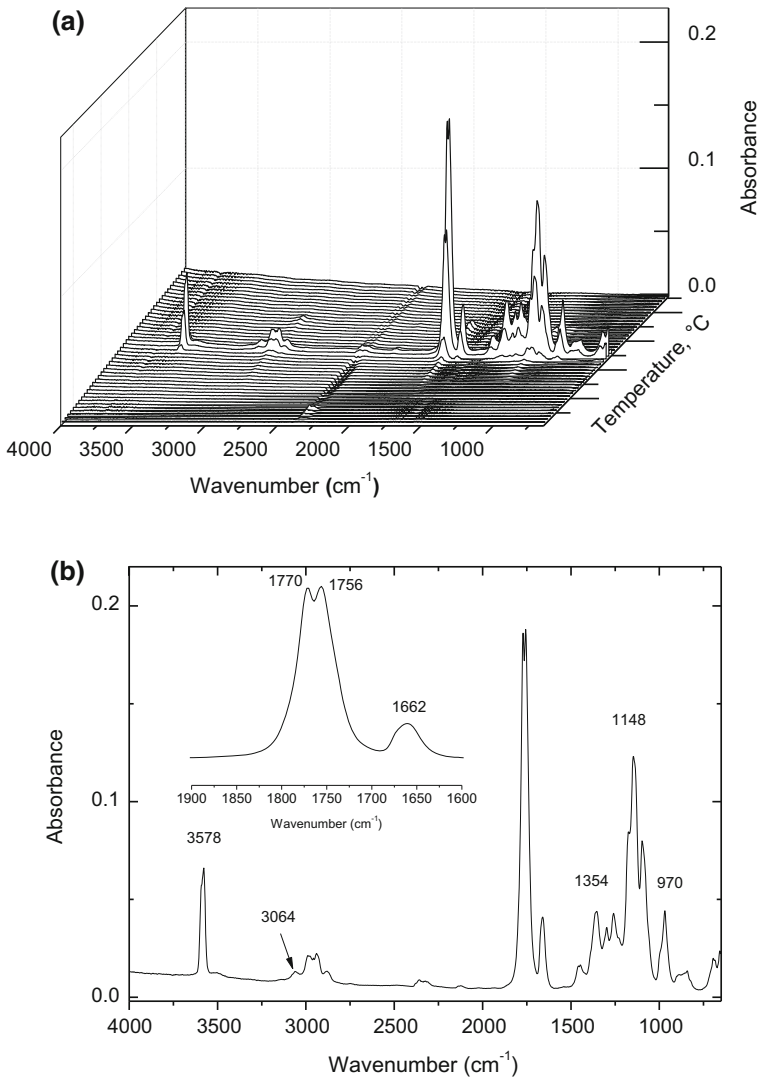 (a)
0.2
0.1
0.0
Absorbance
Temperature, °C
4000 3500 3000 2500 2000 1500 1000
Wavenumber (cm-1)
(b)
0.2
0.1
0.0
Absorbance
1770 1756
1662
1900 1850 1800 1750 1700 1650 1600
Wavenumber (cm-1)
3578
3064
1148
1354
970
4000 3500 3000 2500 2000 1500 1000
Wavenumber (cm-1)